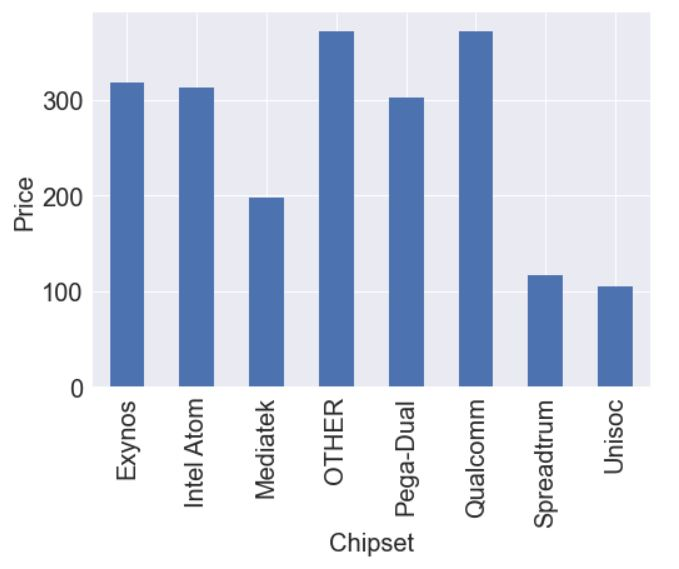 Price
300
200
100
0
Exynos
Intel Atom
Mediatek
OTHER
Pega-Dual
Qualcomm
Spreadtrum
Unisoc
Chipset